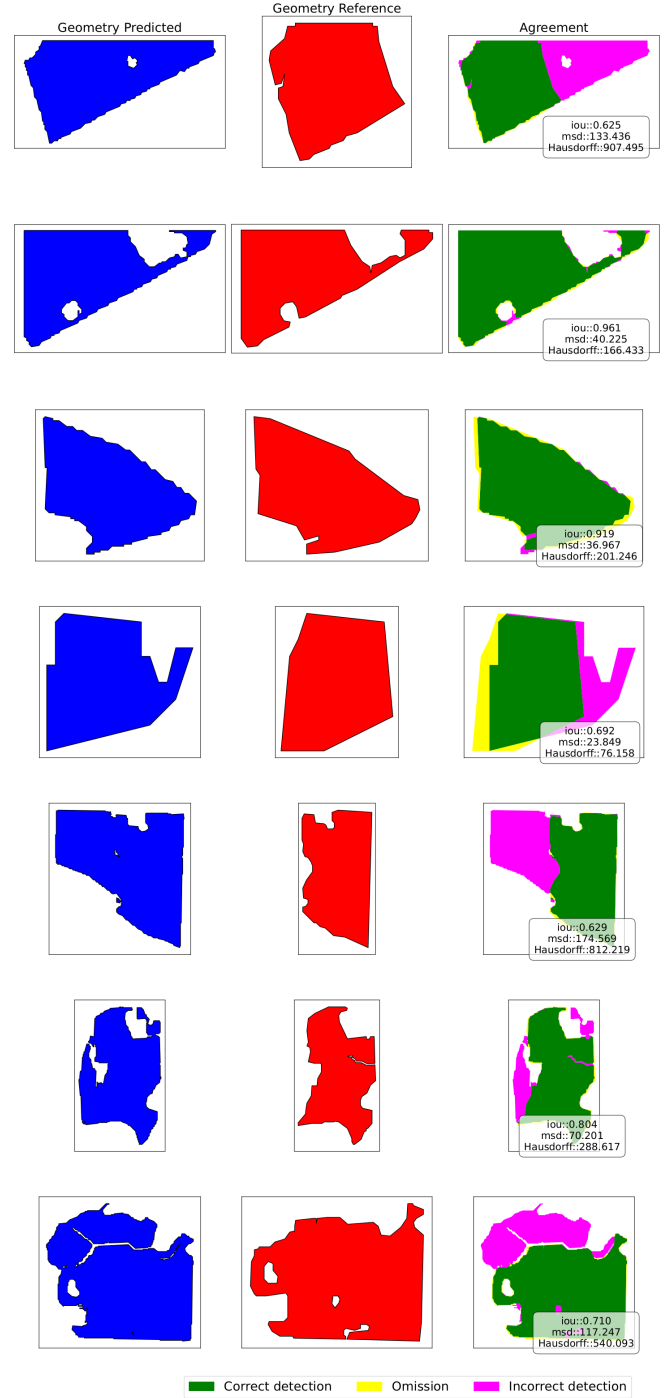 Geometry Predicted
Geometry Reference
Agreement
iou::0.625
msd::133.436
Hausdorff::907.495
iou::0.961
msd::40.225
Hausdorff::166.433
iou::0.919
msd::36.967
Hausdorff::201.246
iou::0.692
msd::23.849
Hausdorff::76.158
iou::0.629
msd::174.569
Hausdorff::812.219
iou::0.804
msd::70.201
Hausdorff::288.617
iou::0.710
msd::117.247
Hausdorff::540.093
Correct detection
Omission
Incorrect detection